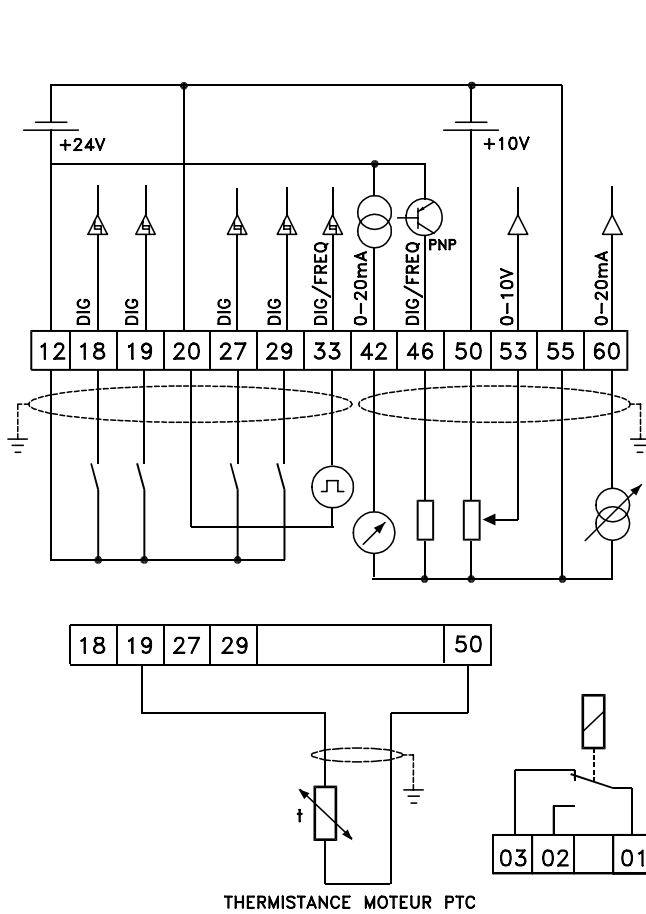 +24V
+10V
PNP
DIG
DIG
DIG
DIG
DIG/FREQ
0-20mA
DIG/FREQ
0-10V
0-20mA
12 18 19 20 27 29 33 42 46 50 53 55 60
18 19 27 29 50
t
03 02 01
THERMISTANCE MOTEUR PTC